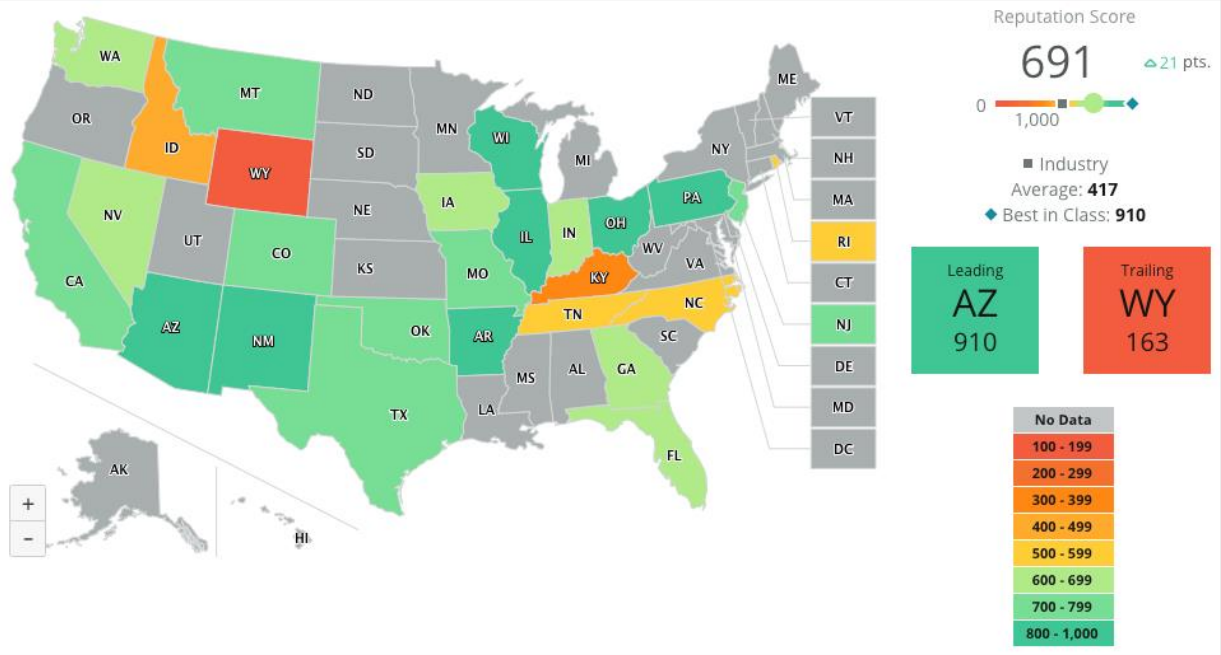 WA
MT
ND
MN
ME
OR
ID
WY
SD
WI
MI
NY
VT
NH
MA
RI
CT
NJ
DE
MD
DC
NV
UT
CO
NE
IA
IL
IN
OH
PA
WV
VA
CA
KS
MO
KY
AZ
NM
OK
AR
TN
NC
SC
TX
LA
MS
AL
GA
FL
AK
HI
+
−
Reputation Score
691
21 pts.
0
1,000
Industry
Average: 417
Best in Class: 910
Leading
AZ
910
Trailing
WY
163
No Data
100 - 199
200 - 299
300 - 399
400 - 499
500 - 599
600 - 699
700 - 799
800 - 1,000